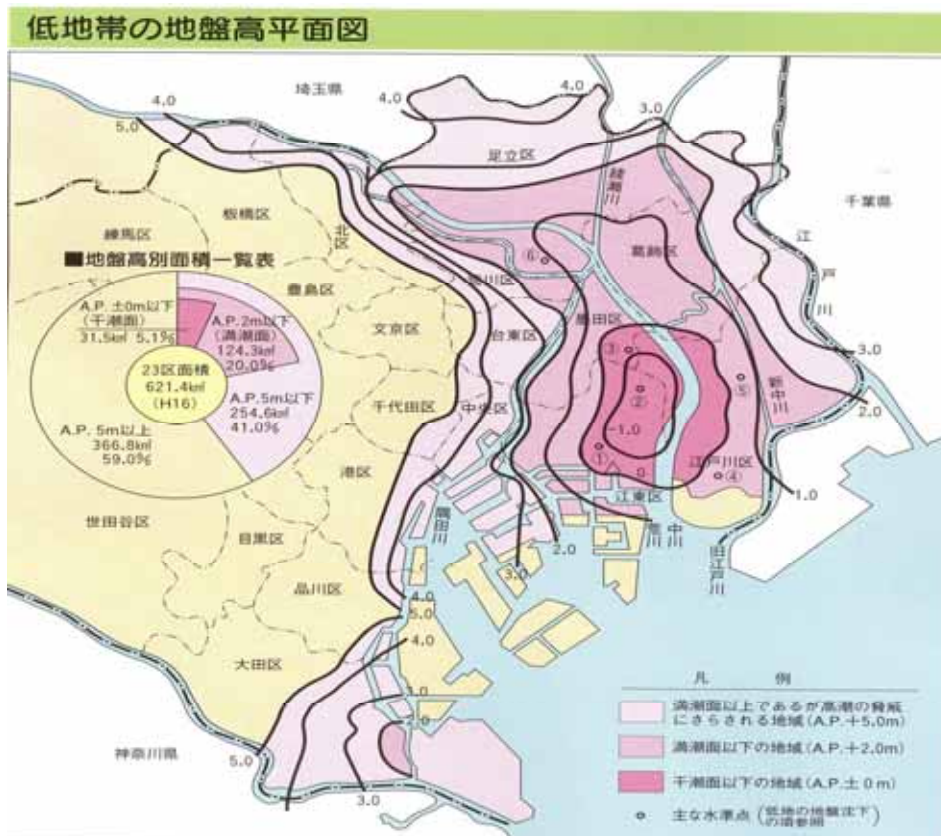 低地帯の地盤高平面図
埼玉県
4.0
5.0
4.0
4.0
3.0
足立区
綾瀬川
千葉県
板橋区
練馬区
北区
葛飾区
江戸川
■地盤高別面積一覧表
豊島区
荒川区
⑥
A.P.±0m以下
(干潮面)
31.5k㎡ 5.1%
A.P.2m以下
(満潮面)
124.3k㎡
20.0%
23区面積
621.4k㎡
(H16)
A.P.5m以下
254.6k㎡
41.0%
A.P.5m以上
366.8k㎡
59.0%
文京区
台東区
墨田区
③
3.0
②
⑤
新中川
2.0
千代田区
中央区
-1.0
①
江戸川区
④
港区
0
江東区
1.0
世田谷区
隅田川
荒川
中川
旧江戸川
目黒区
2.0
3.0
品川区
4.0
5.0
4.0
大田区
3.0
2.0
神奈川県
5.0
4.0
3.0
凡例
満潮面以上であるが高潮の脅威
にさらされる地域(A.P.+5.0m)
満潮面以下の地域(A.P.+2.0m)
干潮面以下の地域(A.P.±0m)
主な水準点(低地の地盤沈下
の項参照)